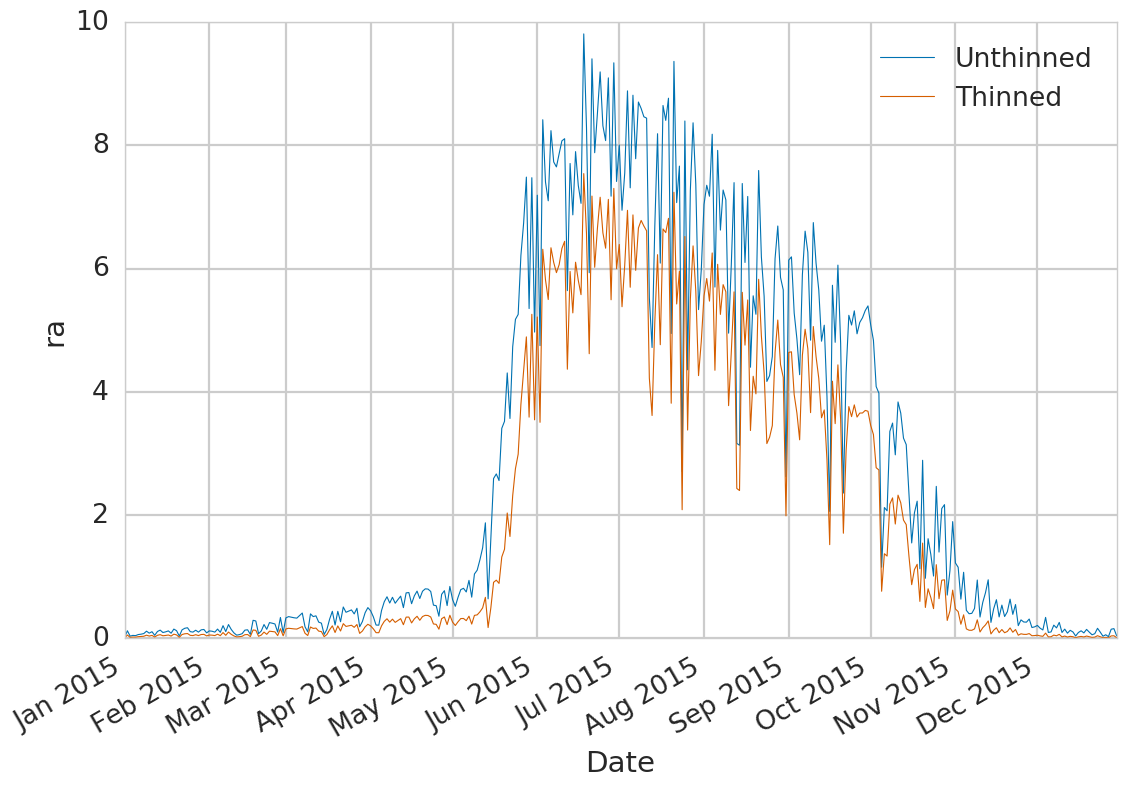 10
8
6
4
2
0
ra
Unthinned
Thinned
Jan 2015
Feb 2015
Mar 2015
Apr 2015
May 2015
Jun 2015
Jul 2015
Aug 2015
Sep 2015
Oct 2015
Nov 2015
Dec 2015
Date